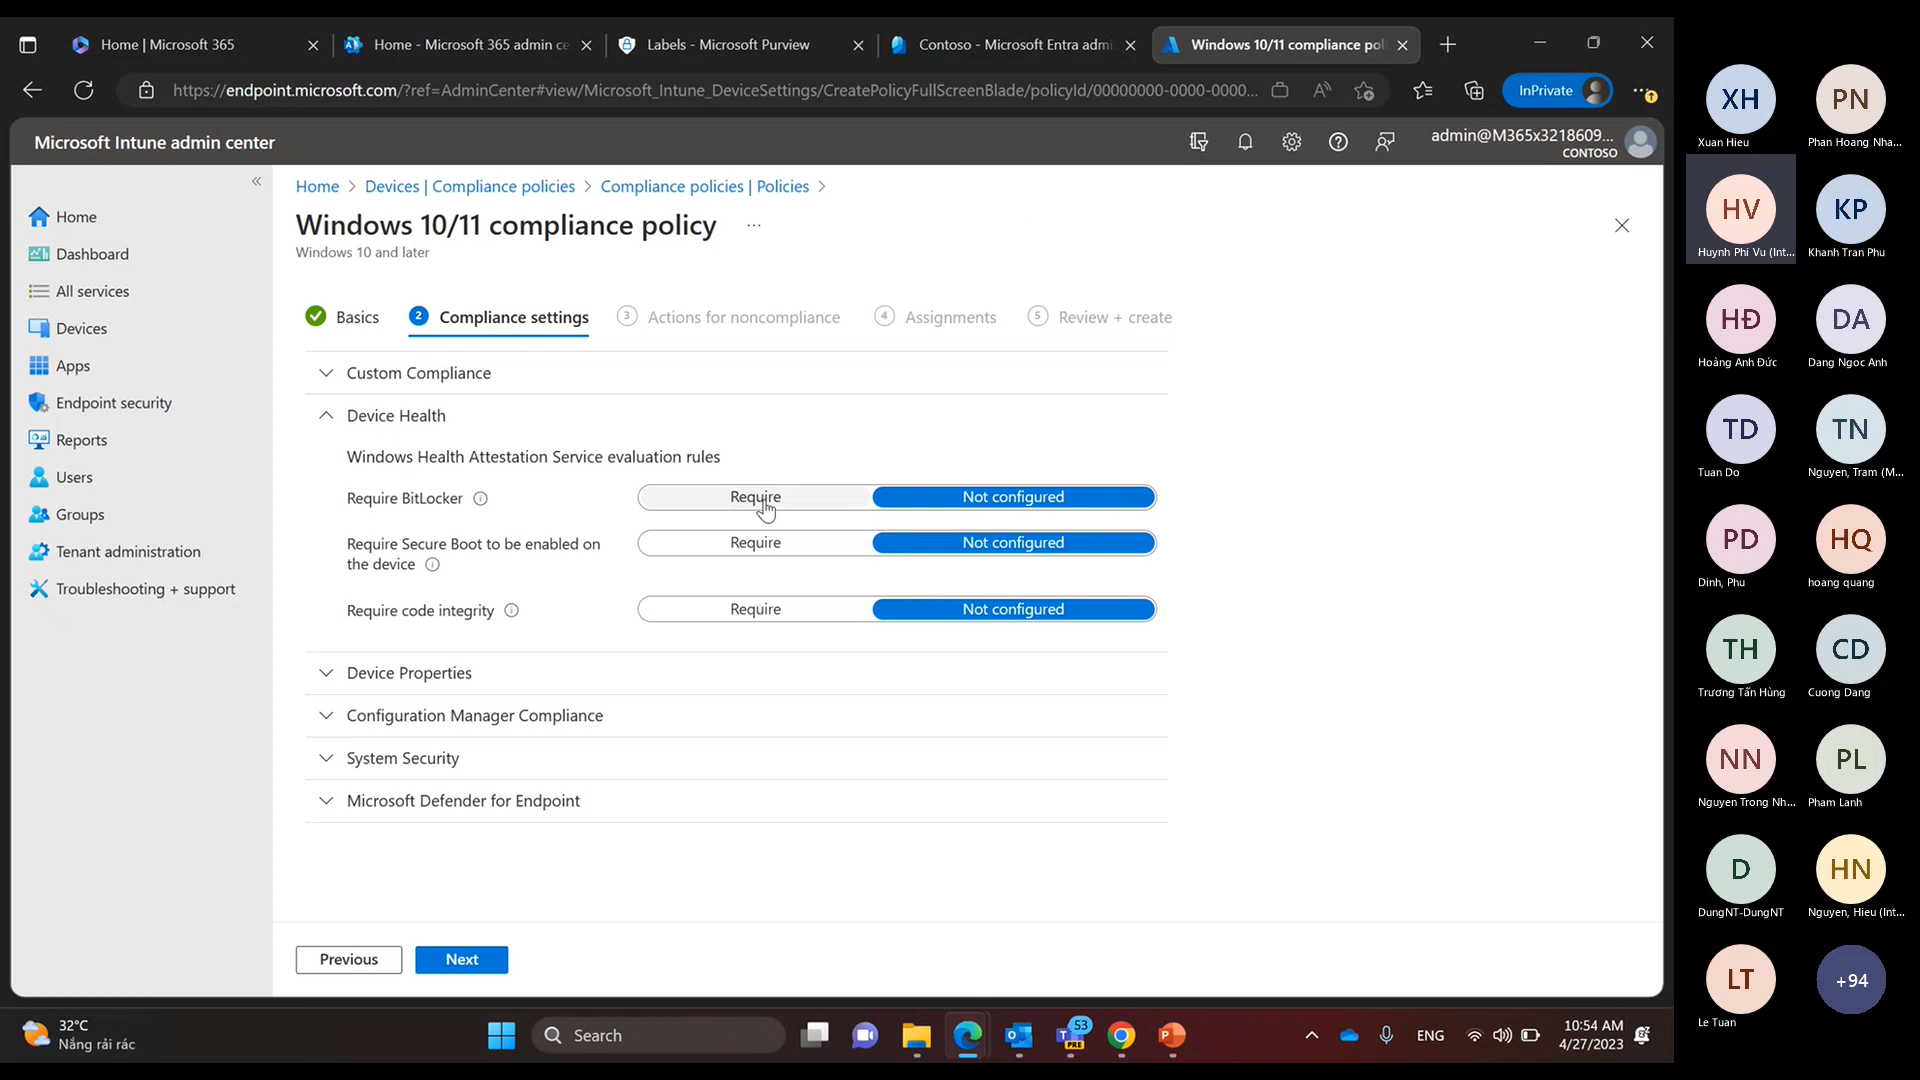 Home | Microsoft 365
Home - Microsoft 365 admin ce
Labels - Microsoft Purview
Contoso - Microsoft Entra admi
Windows 10/11 compliance pol
https://endpoint.microsoft.com/?ref=AdminCenter#view/Microsoft_Intune_DeviceSettings/CreatePolicyFullScreenBlade/policyId/00000000-0000-0000...
InPrivate
Microsoft Intune admin center
admin@M365x3218609...
CONTOSO
Home
Dashboard
All services
Devices
Apps
Endpoint security
Reports
Users
Groups
Tenant administration
Troubleshooting + support
Home > Devices | Compliance policies > Compliance policies | Policies >
Windows 10/11 compliance policy ...
Windows 10 and later
Basics
2 Compliance settings
3 Actions for noncompliance
4 Assignments
5 Review + create
Custom Compliance
Device Health
Windows Health Attestation Service evaluation rules
Require BitLocker
Require Not configured
Require Secure Boot to be enabled on
the device
Require Not configured
Require code integrity
Require Not configured
Device Properties
Configuration Manager Compliance
System Security
Microsoft Defender for Endpoint
Previous
Next
32°C
Nắng rải rác
Search
53
PRE
ENG
10:54 AM
4/27/2023
XH
Xuan Hieu
PN
Phan Hoang Nha...
HV
Huynh Phi Vu (Int...
KP
Khanh Tran Phu
HĐ
Hoàng Anh Đức
DA
Dang Ngoc Anh
TD
Tuan Do
TN
Nguyen, Tram (M...
PD
Dinh, Phu
HQ
hoang quang
TH
Trương Tấn Hùng
CD
Cuong Dang
NN
Nguyen Trong Nh...
PL
Pham Lanh
D
DungNT-DungNT
HN
Nguyen, Hieu (Int...
LT
Le Tuan
+94